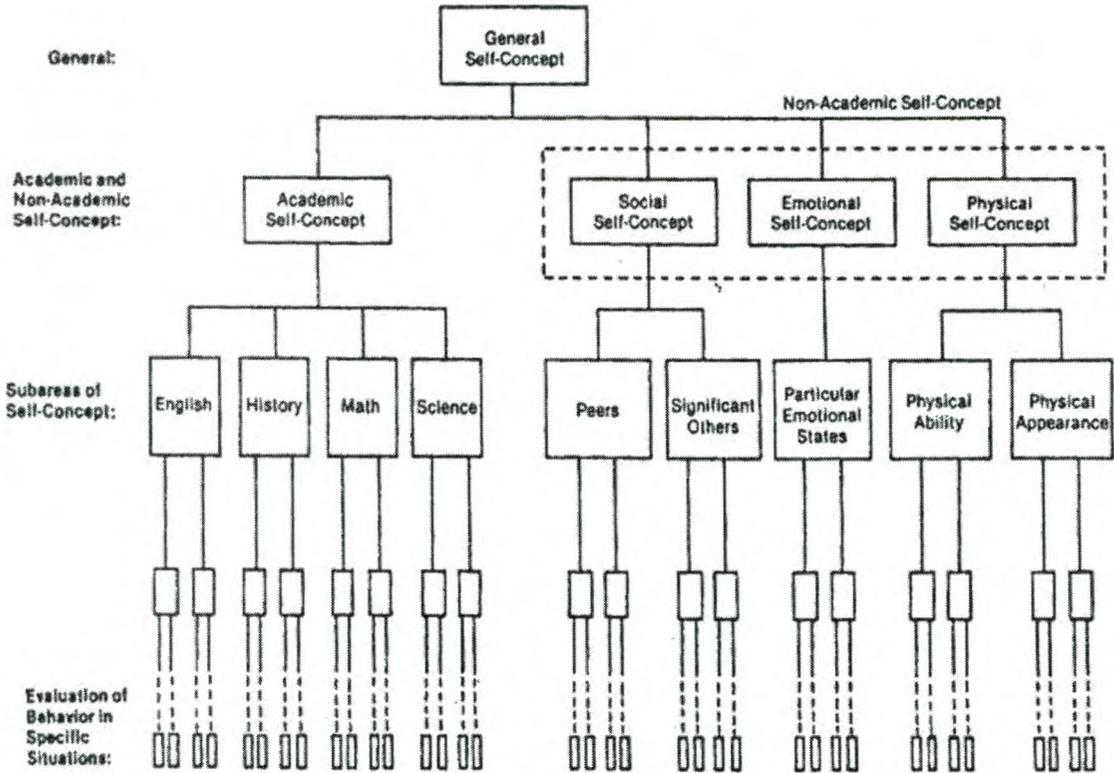 General:
General
Self-Concept
Non-Academic Self-Concept
Academic and
Non-Academic
Self-Concept:
Academic
Self-Concept
Social
Self-Concept
Emotional
Self-Concept
Physical
Self-Concept
Subareas of
Self-Concept:
English
History
Math
Science
Peers
Significant
Others
Particular
Emotional
States
Physical
Ability
Physical
Appearance
Evaluation of
Behavior in
Specific
Situations: